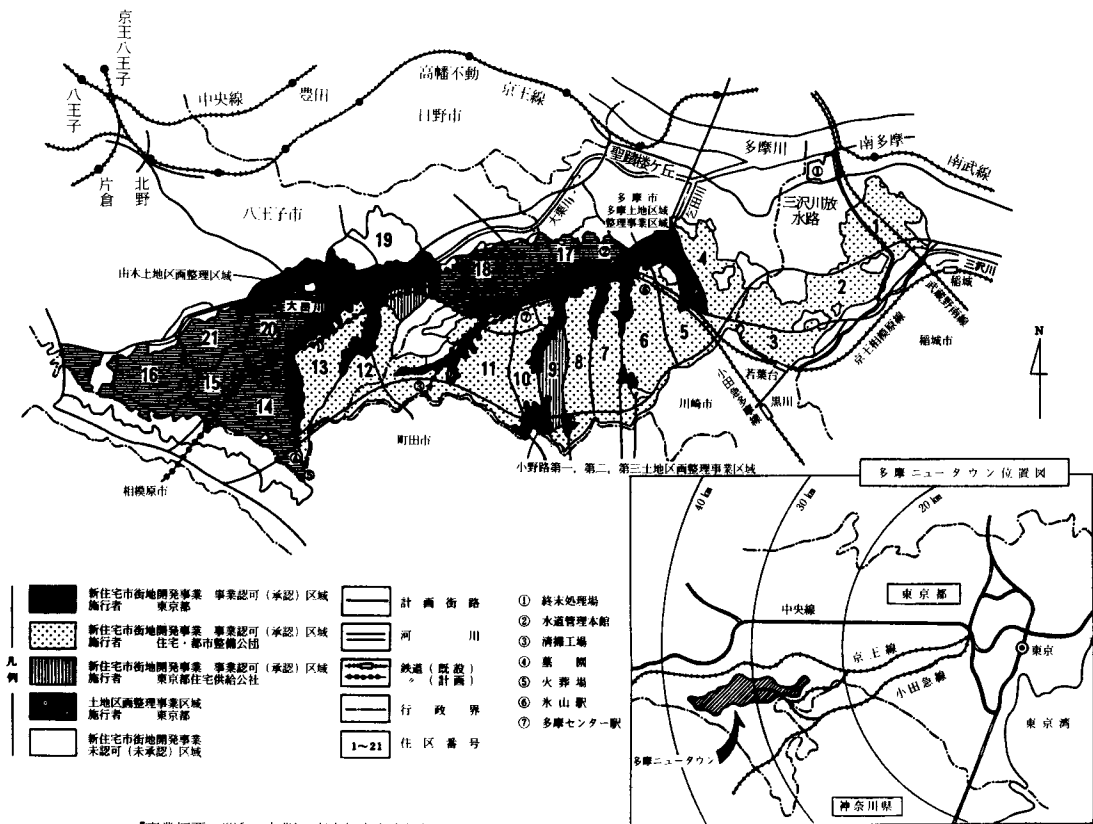 京王八王子
八王子
中央線
豊田
高幡不動
京王線
日野市
片倉
北野
八王子市
聖蹟桜ケ丘
多摩川
南多
南武線
①
三沢川放
水路
大栗川
乞田川
多摩市
多摩土地区域
整理事業区域
19
由木土地区画整理区域
大栗川
18
17
②
4
1
2
三沢川
稲城
武蔵野南線
稲城市
京王相模原線
21
20
16
15
14
13
12
11
10
9
8
7
6
5
3
⑦
⑥
③
④
⑤
若葉台
小田急多摩線
黒川
川崎市
町田市
相模原市
小野路第一,第二,第三土地区画整理事業区域
N
凡例
新住宅市街地開発事業 事業認可(承認)区域
施行者 東京都
新住宅市街地開発事業 事業認可(承認)区域
施行者 住宅・都市整備公団
新住宅市街地開発事業 事業認可(承認)区域
施行者 東京都住宅供給公社
土地区画整理事業区域
施行者 東京都
新住宅市街地開発事業
未認可(未承認)区域
計画街路
河川
鉄道(既設)
〃(計画)
行政界
1~21 住区番号
① 終末処理場
② 水道管理本館
③ 清掃工場
④ 墓園
⑤ 火葬場
⑥ 永山駅
⑦ 多摩センター駅
多摩ニュータウン位置図
40 km
30 km
20 km
東京都
中央線
京王線
小田急線
東京
東京湾
多摩ニュータウン
神奈川県